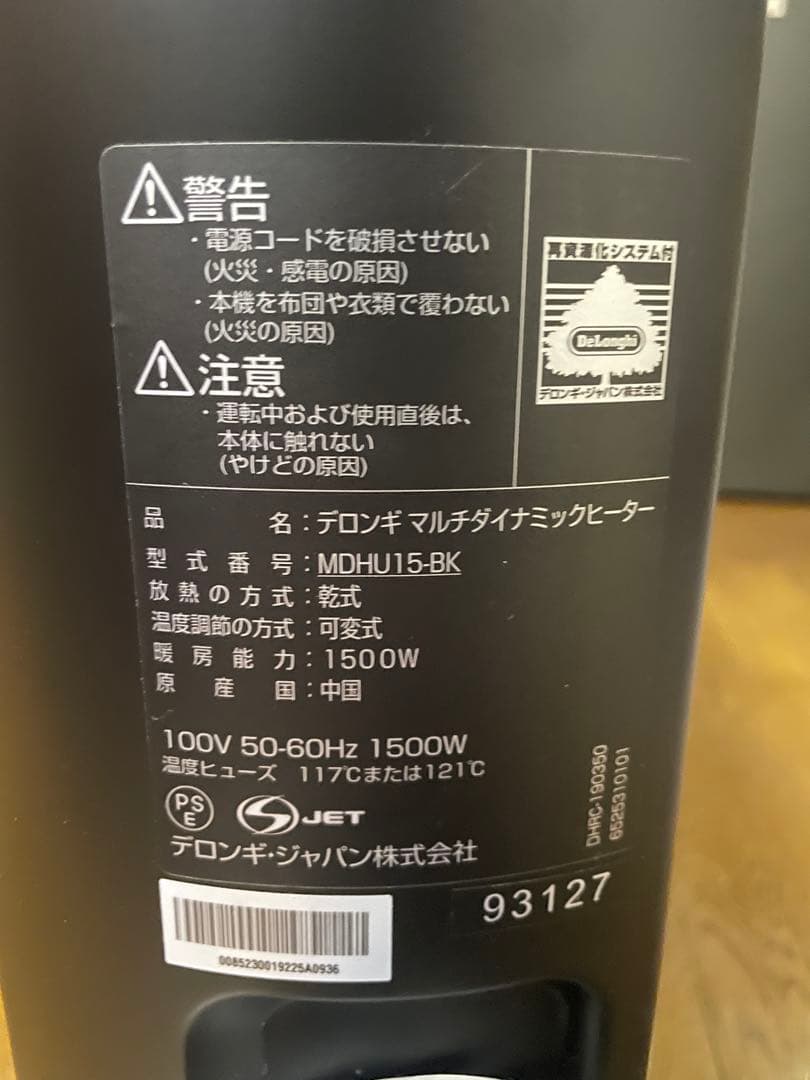 警告
・電源コードを破損させない
(火災・感電の原因)
・本機を布団や衣類で覆わない
(火災の原因)
注意
・運転中および使用直後は、
本体に触れない
(やけどの原因)
再資源化システム付
DeLonghi
デロンギ・ジャパン株式会社
品名：デロンギ マルチダイナミックヒーター
型式番号：MDHU15-BK
放熱の方式：乾式
温度調節の方式：可変式
暖房能力：1500W
原産国：中国
100V 50-60Hz 1500W
温度ヒューズ 117℃または121℃
PSE
JET
デロンギ・ジャパン株式会社
DHRC-190350
6525310101
93127
0085230019225A0936